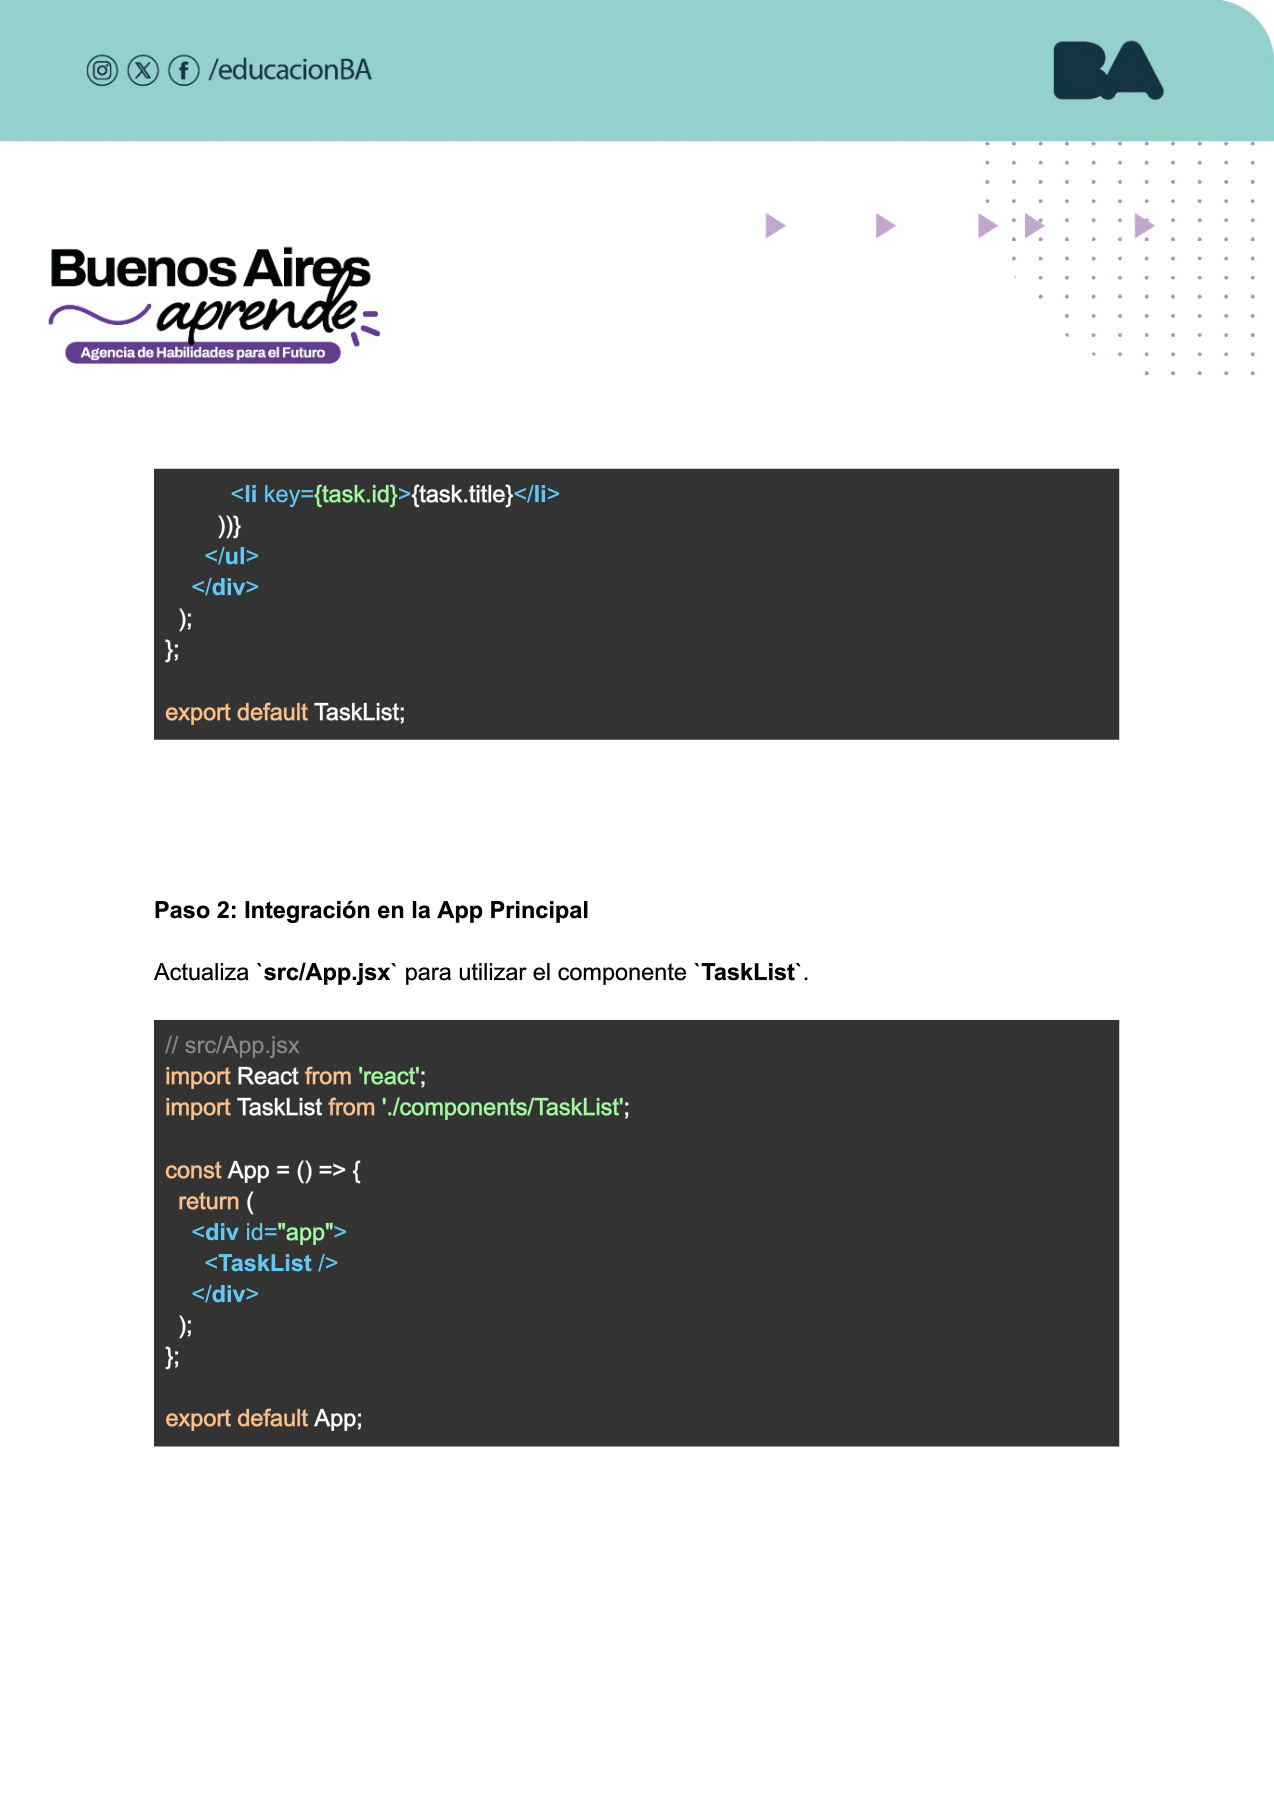 /educacionBA
BA
Buenos Aires
aprende
Agencia de Habilidades para el Futuro
<li key={task.id}>{task.title}</li>
))}
</ul>
</div>
);
};
export default TaskList;
Paso 2: Integración en la App Principal
Actualiza `src/App.jsx` para utilizar el componente `TaskList`.
// src/App.jsx
import React from 'react';
import TaskList from './components/TaskList';
const App = () => {
return (
<div id="app">
<TaskList />
</div>
);
};
export default App;